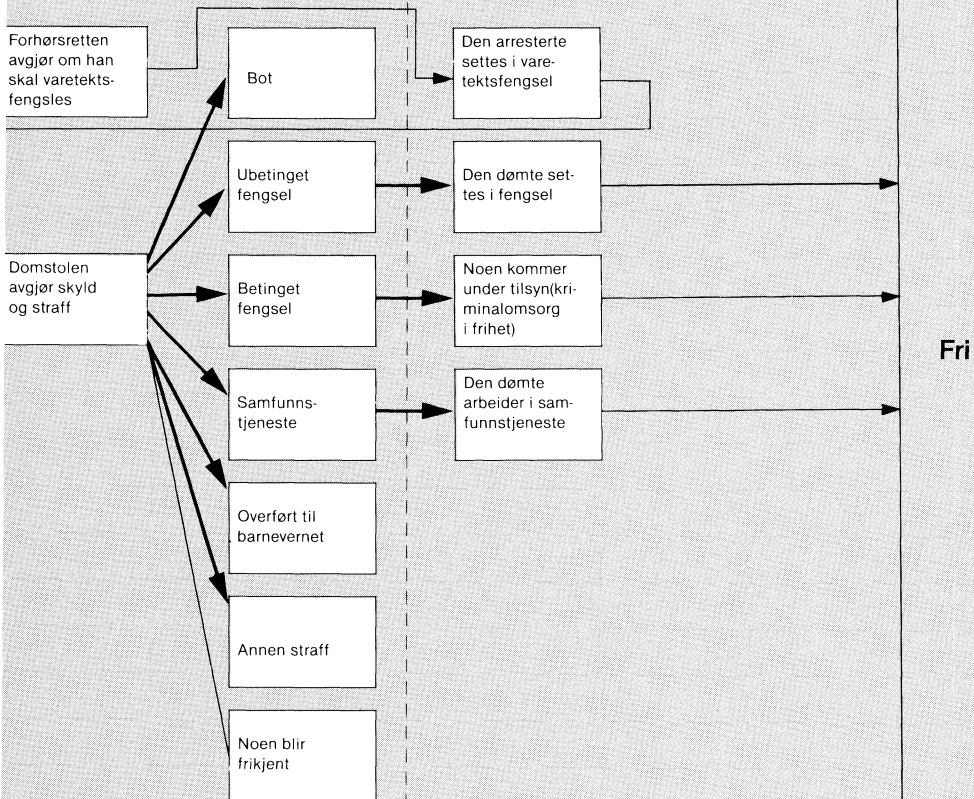 Forhørsretten
avgjør om han
skal varetekts-
fengsles
Bot
Den arresterte
settes i vare-
tektsfengsel
Ubetinget
fengsel
Den dømte set-
tes i fengsel
Domstolen
avgjør skyld
og straff
Betinget
fengsel
Noen kommer
under tilsyn(kri-
minalomsorg
i frihet)
Fri
Samfunns-
tjeneste
Den dømte
arbeider i sam-
funnstjeneste
Overført til
barnevernet
Annen straff
Noen blir
frikjent